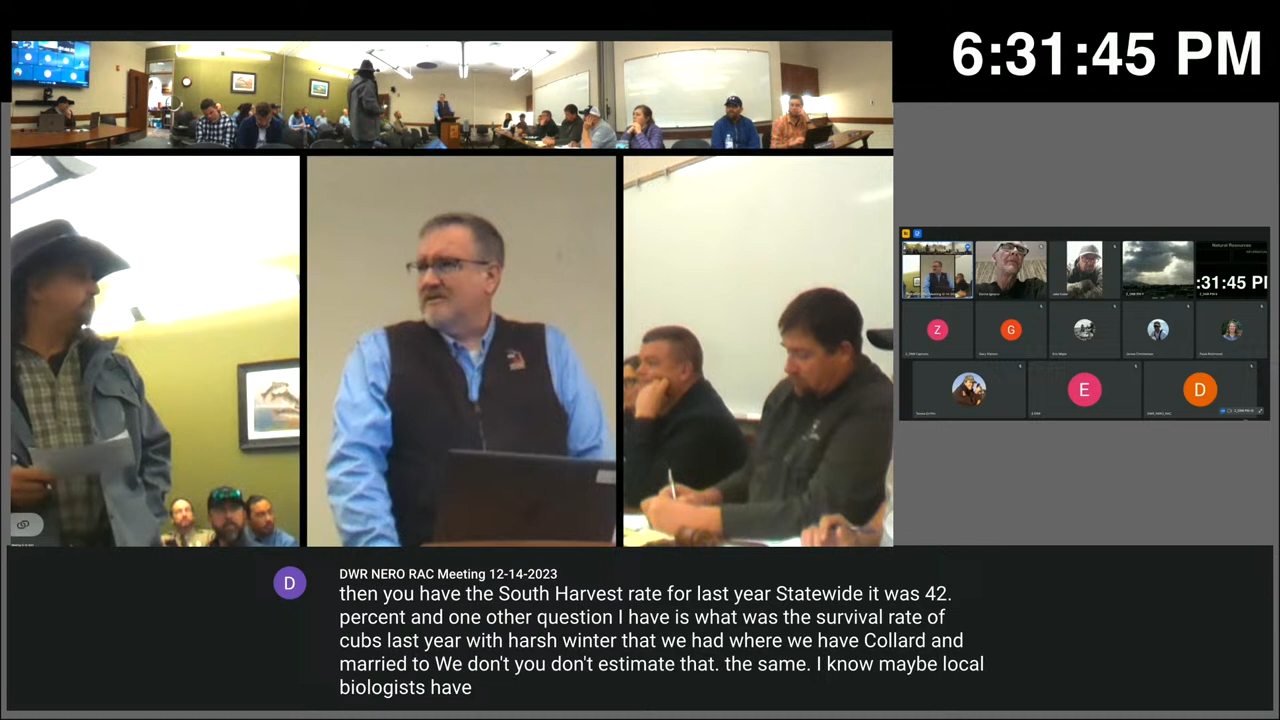 6:31:45 PM
Natural Resources
:31:45 PI
Z
G
E
D
D
DWR NERO RAC Meeting 12-14-2023
then you have the South Harvest rate for last year Statewide it was 42.
percent and one other question I have is what was the survival rate of
cubs last year with harsh winter that we had where we have Collard and
married to We don't you don't estimate that. the same. I know maybe local
biologists have